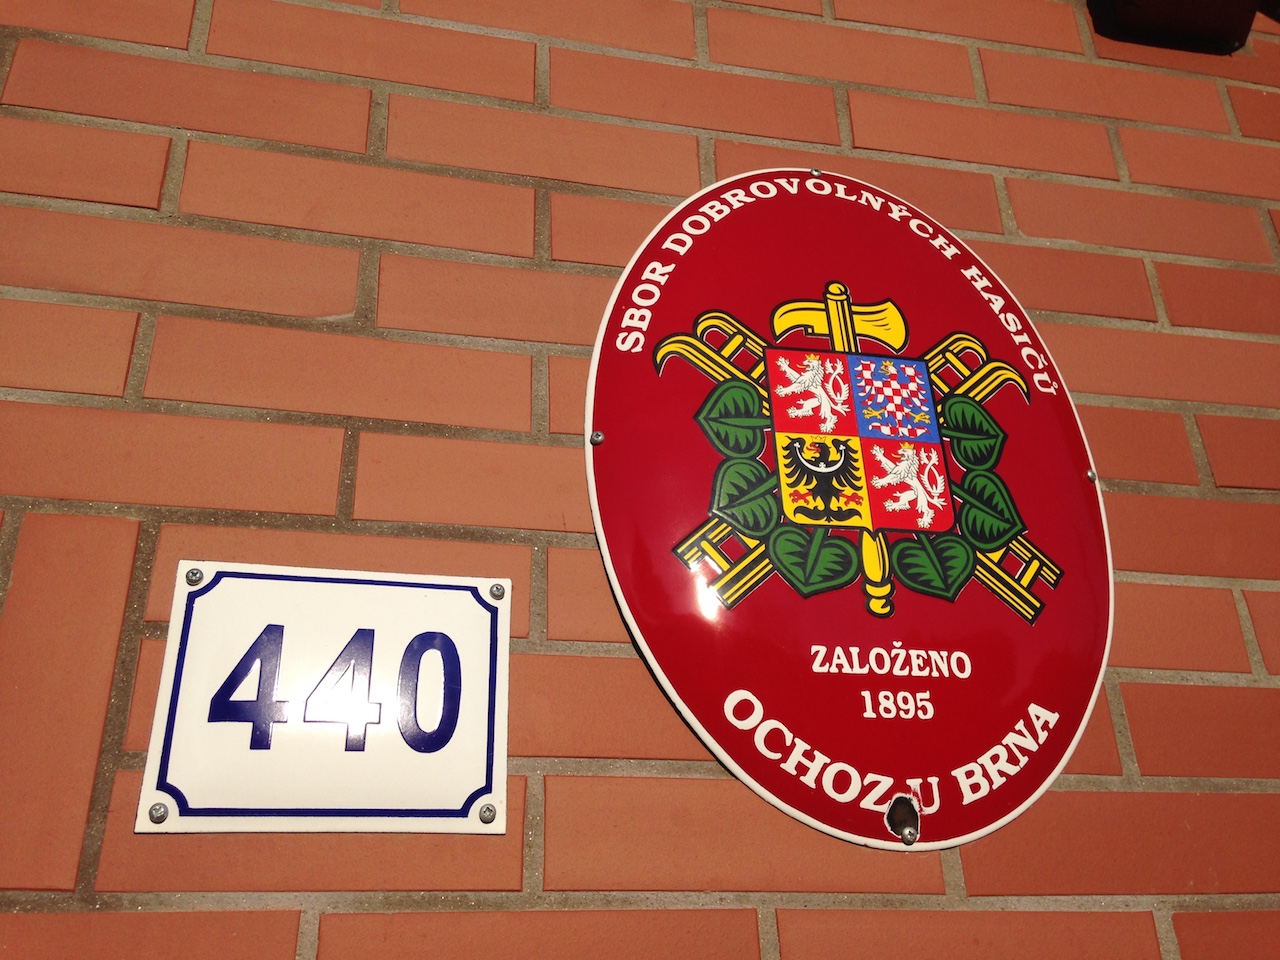 SBOR DOBROVOLNÝCH HASIČŮ
ZALOŽENO
1895
OCHOZ U BRNA
440